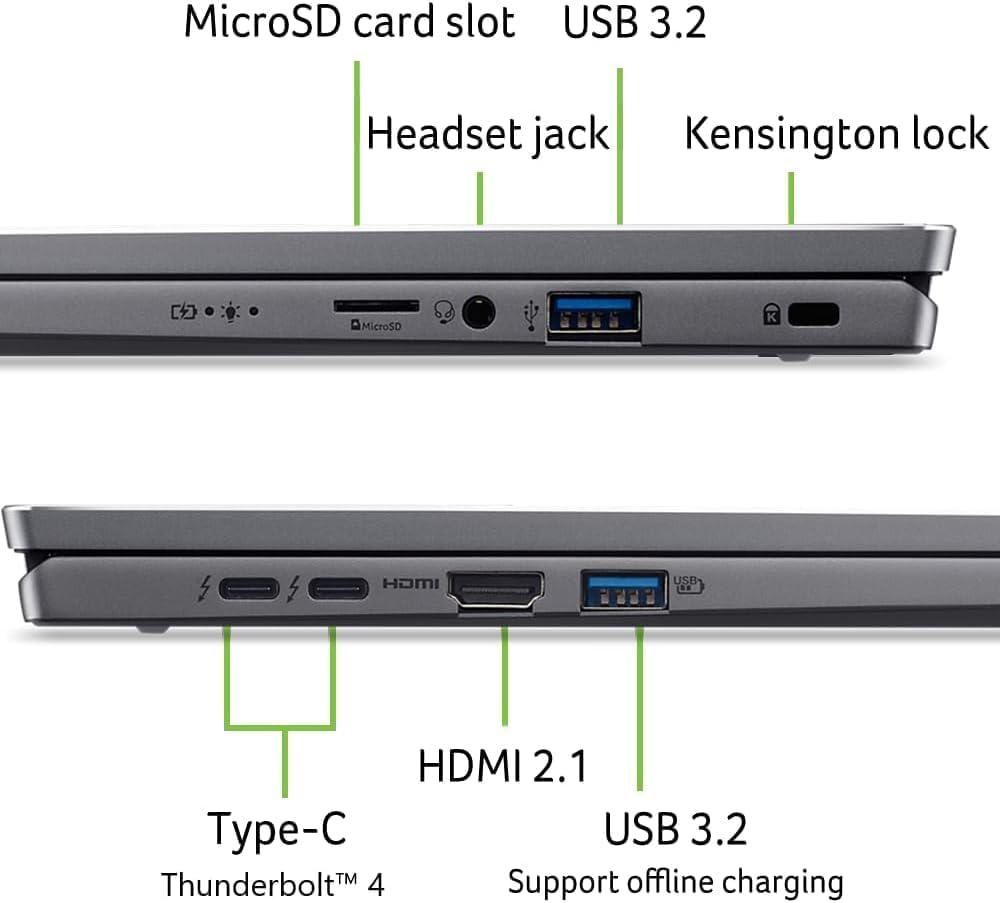 MicroSD card slot
USB 3.2
Headset jack
Kensington lock
MicroSD
K
HDMI
USB
HDMI 2.1
Type-C
Thunderbolt™ 4
USB 3.2
Support offline charging